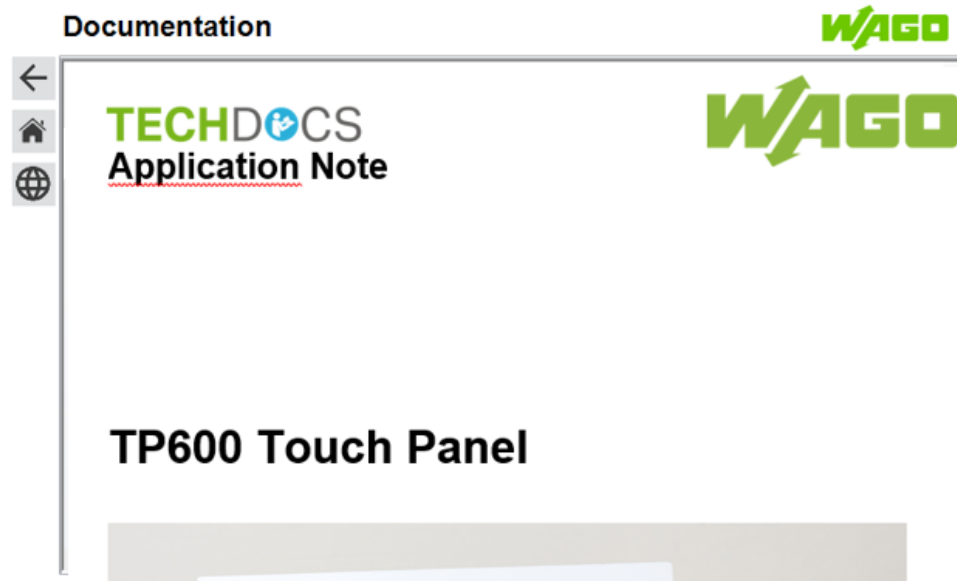 Documentation
WAGO
TECHDOCS
WAGO
Application Note
TP600 Touch Panel